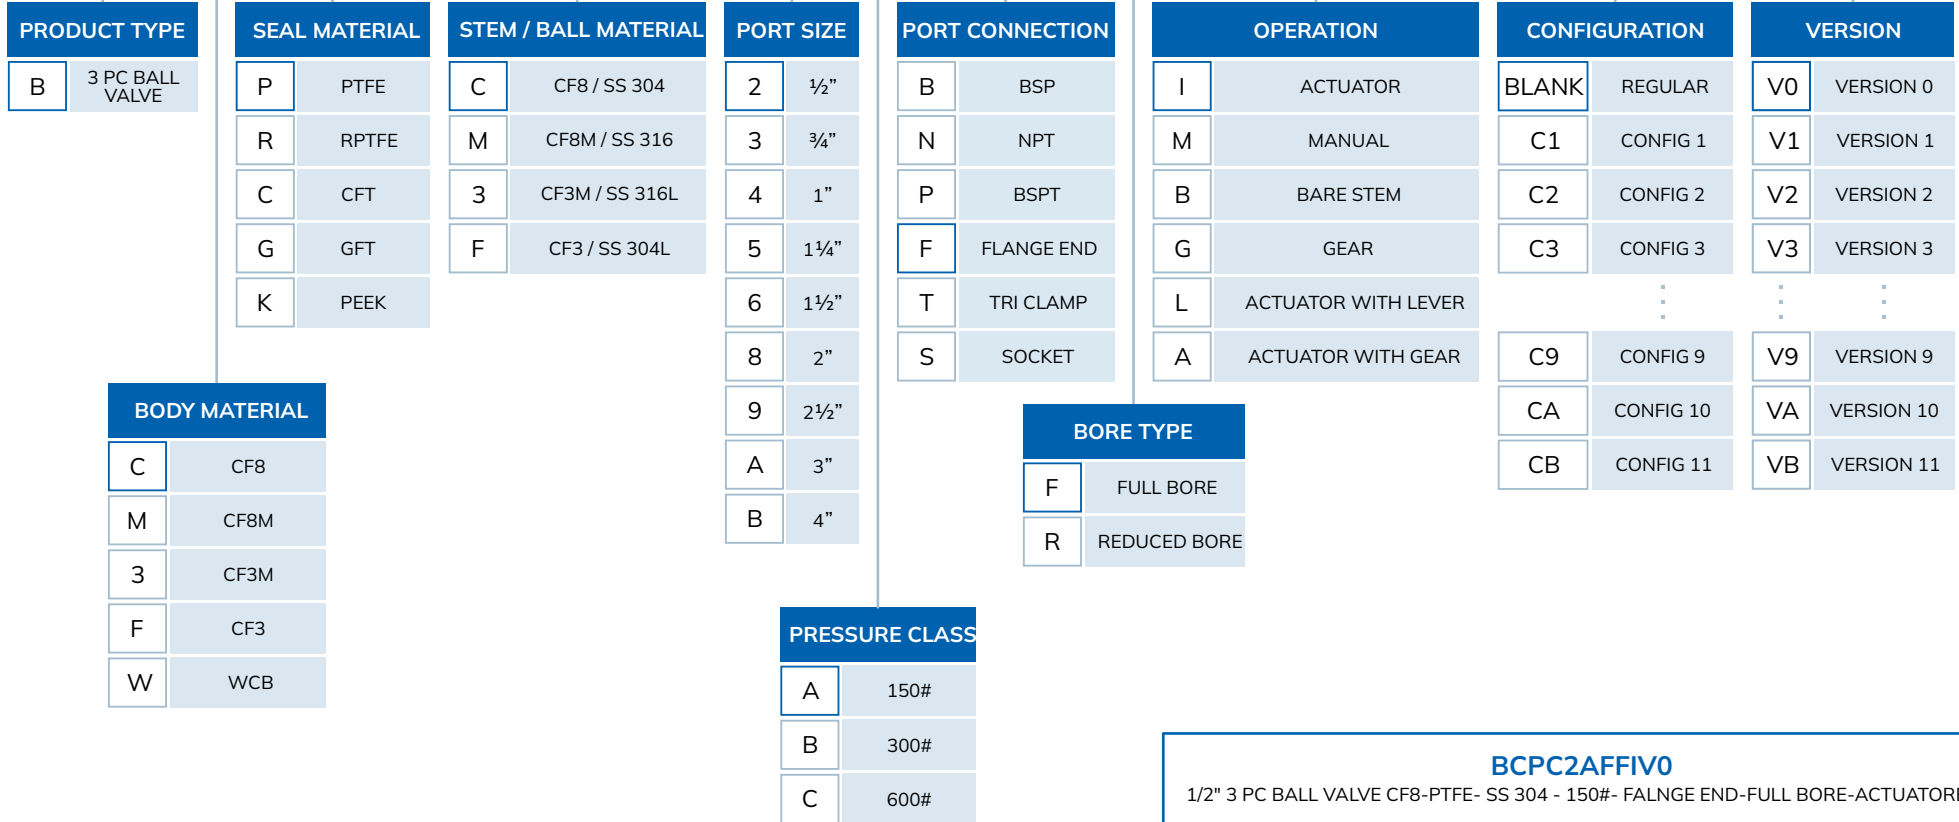 PRODUCT TYPE
B 3 PC BALL
VALVE
BODY MATERIAL
C CF8
M CF8M
3 CF3M
F CF3
W WCB
SEAL MATERIAL
P PTFE
R RPTFE
C CFT
G GFT
K PEEK
STEM / BALL MATERIAL
C CF8 / SS 304
M CF8M / SS 316
3 CF3M / SS 316L
F CF3 / SS 304L
PORT SIZE
2 ½”
3 ¾”
4 1”
5 1¼”
6 1½”
8 2”
9 2½”
A 3”
B 4”
PRESSURE CLASS
A 150#
B 300#
C 600#
PORT CONNECTION
B BSP
N NPT
P BSPT
F FLANGE END
T TRI CLAMP
S SOCKET
BORE TYPE
F FULL BORE
R REDUCED BORE
OPERATION
I ACTUATOR
M MANUAL
B BARE STEM
G GEAR
L ACTUATOR WITH LEVER
A ACTUATOR WITH GEAR
CONFIGURATION
BLANK REGULAR
C1 CONFIG 1
C2 CONFIG 2
C3 CONFIG 3
C9 CONFIG 9
CA CONFIG 10
CB CONFIG 11
VERSION
V0 VERSION 0
V1 VERSION 1
V2 VERSION 2
V3 VERSION 3
V9 VERSION 9
VA VERSION 10
VB VERSION 11
BCPC2AFFIV0
1/2" 3 PC BALL VALVE CF8-PTFE- SS 304 - 150#- FALNGE END-FULL BORE-ACTUATOR